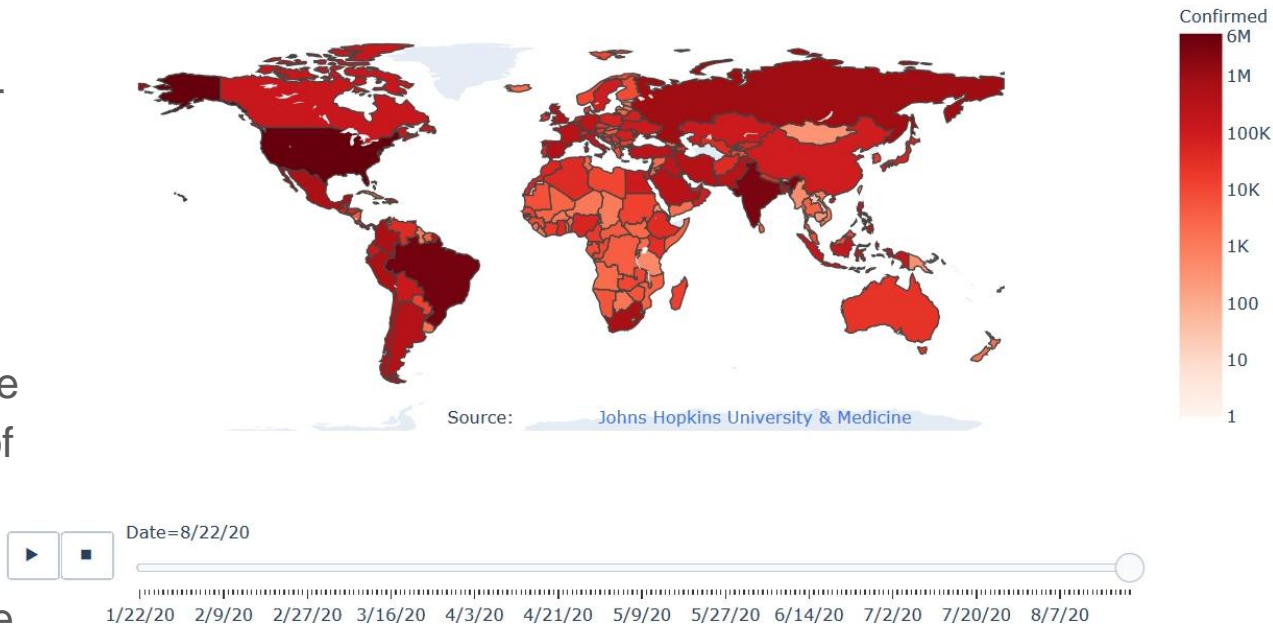 Confirmed
6M
1M
100K
10K
1K
100
10
1
e
of
Source: Johns Hopkins University & Medicine
Date=8/22/20
1/22/20 2/9/20 2/27/20 3/16/20 4/3/20 4/21/20 5/9/20 5/27/20 6/14/20 7/2/20 7/20/20 8/7/20
e